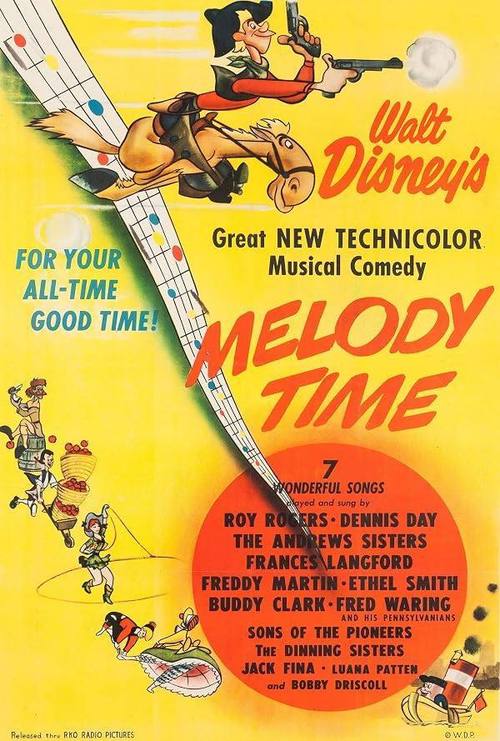 Walt
Disney's
Great NEW TECHNICOLOR
Musical Comedy
FOR YOUR
ALL-TIME
GOOD TIME!
MELODY
TIME
7
WONDERFUL SONGS
played and sung by
ROY ROGERS · DENNIS DAY
THE ANDREWS SISTERS
FRANCES LANGFORD
FREDDY MARTIN · ETHEL SMITH
BUDDY CLARK · FRED WARING
AND HIS PENNSYLVANIANS
SONS OF THE PIONEERS
THE DINNING SISTERS
JACK FINA · LUANA PATTEN
and BOBBY DRISCOLL
Released thru RKO RADIO PICTURES
© W.D.P.